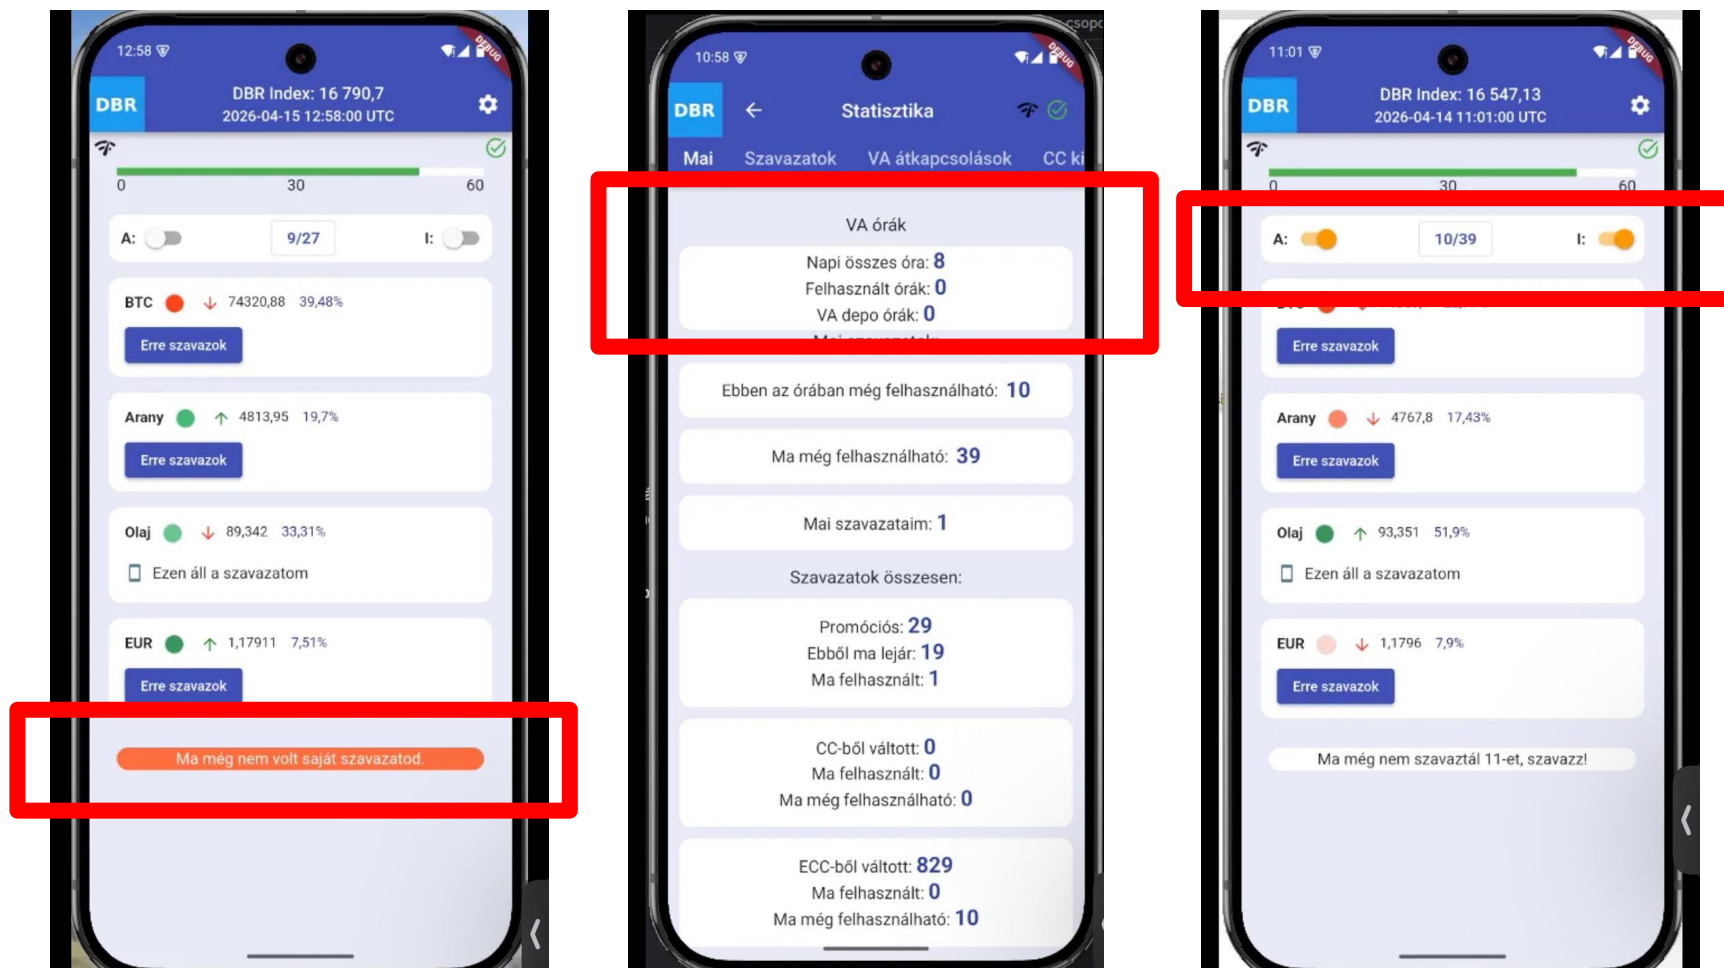 12:58
DEBUG
DBR
DBR Index: 16 790,7
2026-04-15 12:58:00 UTC
0 30 60
A: 9/27 I:
BTC 74320,88 39,48%
Erre szavazok
Arany 4813,95 19,7%
Erre szavazok
Olaj 89,342 33,31%
Ezen áll a szavazatom
EUR 1,17911 7,51%
Erre szavazok
Ma még nem volt saját szavazatod.
10:58
DEBUG
DBR Statisztika
Mai Szavazatok VA átkapcsolások CC ki
VA órák
Napi összes óra: 8
Felhasznált órák: 0
VA depo órák: 0
Ebben az órában még felhasználható: 10
Ma még felhasználható: 39
Mai szavazataim: 1
Szavazatok összesen:
Promóciós: 29
Ebből ma lejár: 19
Ma felhasznált: 1
CC-ből váltott: 0
Ma felhasznált: 0
Ma még felhasználható: 0
ECC-ből váltott: 829
Ma felhasznált: 0
Ma még felhasználható: 10
11:01
DEBUG
DBR
DBR Index: 16 547,13
2026-04-14 11:01:00 UTC
0 30 60
A: 10/39 I:
Erre szavazok
Arany 4767,8 17,43%
Erre szavazok
Olaj 93,351 51,9%
Ezen áll a szavazatom
EUR 1,1796 7,9%
Erre szavazok
Ma még nem szavaztál 11-et, szavazz!